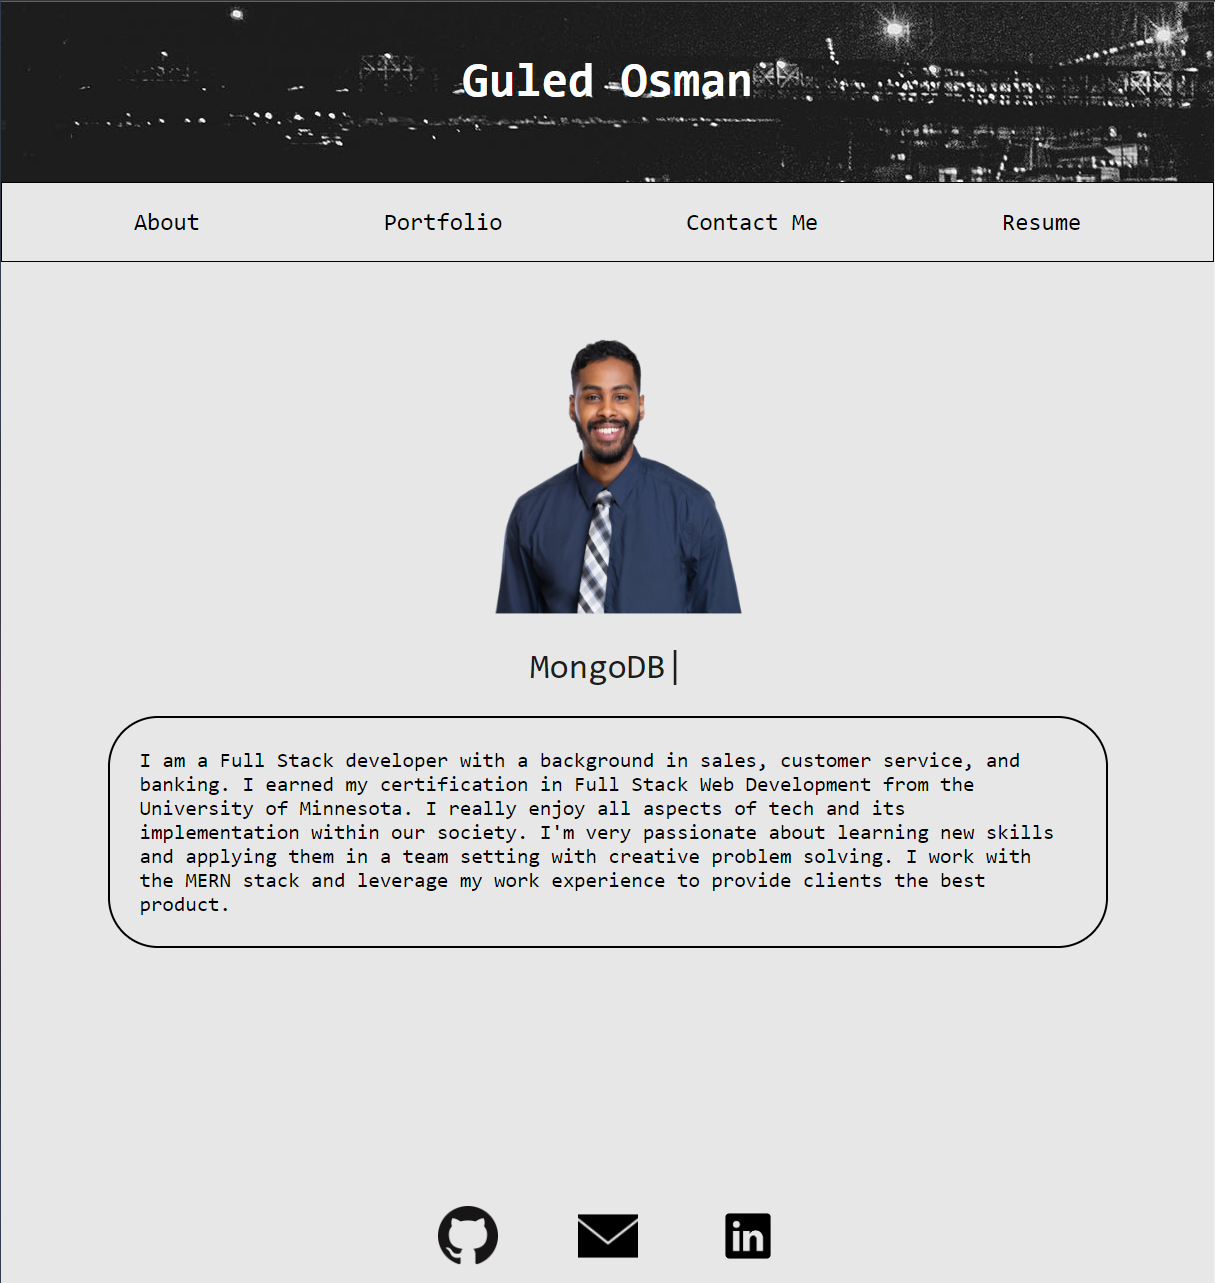 Guled Osman
About Portfolio Contact Me Resume
MongoDB|
I am a Full Stack developer with a background in sales, customer service, and
banking. I earned my certification in Full Stack Web Development from the
University of Minnesota. I really enjoy all aspects of tech and its
implementation within our society. I'm very passionate about learning new skills
and applying them in a team setting with creative problem solving. I work with
the MERN stack and leverage my work experience to provide clients the best
product.
in